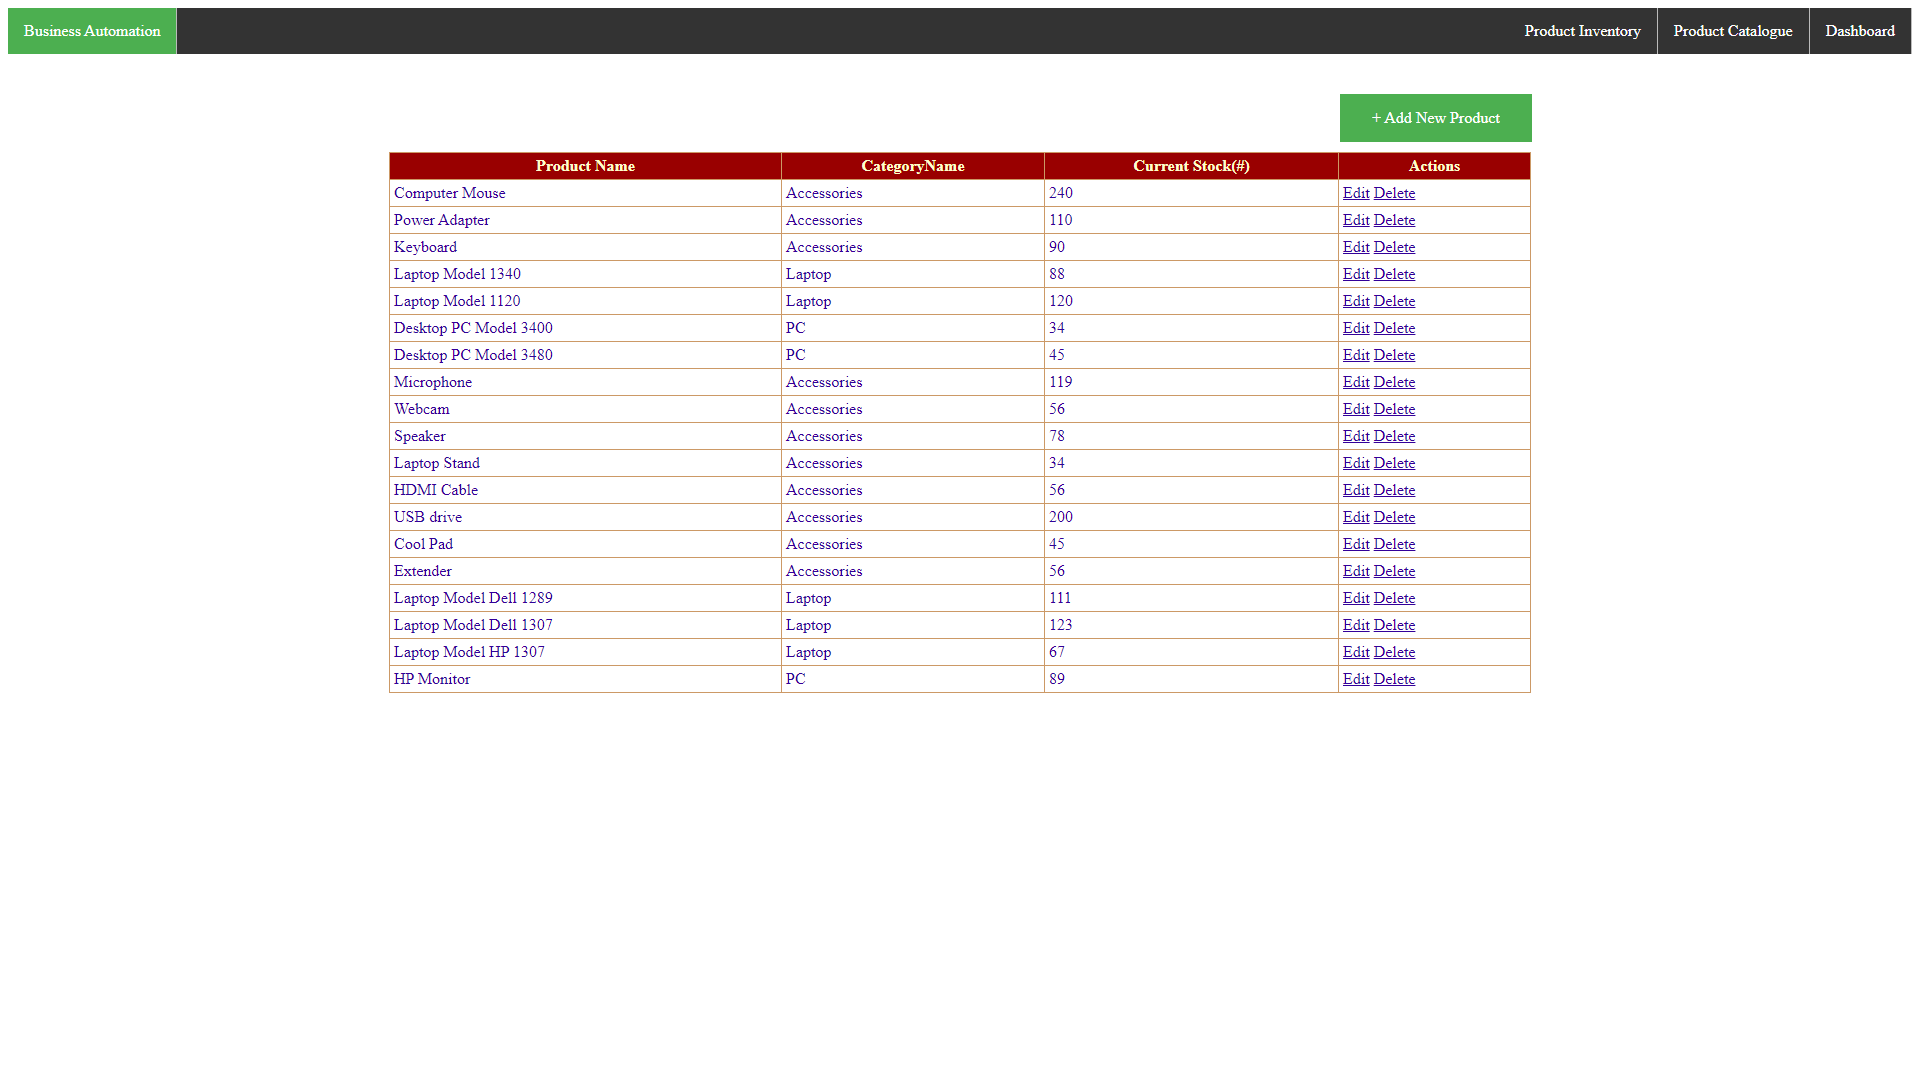 Business Automation Product Inventory Product Catalogue Dashboard
+ Add New Product
Product Name CategoryName Current Stock(#) Actions
Computer Mouse Accessories 240 Edit Delete
Power Adapter Accessories 110 Edit Delete
Keyboard Accessories 90 Edit Delete
Laptop Model 1340 Laptop 88 Edit Delete
Laptop Model 1120 Laptop 120 Edit Delete
Desktop PC Model 3400 PC 34 Edit Delete
Desktop PC Model 3480 PC 45 Edit Delete
Microphone Accessories 119 Edit Delete
Webcam Accessories 56 Edit Delete
Speaker Accessories 78 Edit Delete
Laptop Stand Accessories 34 Edit Delete
HDMI Cable Accessories 56 Edit Delete
USB drive Accessories 200 Edit Delete
Cool Pad Accessories 45 Edit Delete
Extender Accessories 56 Edit Delete
Laptop Model Dell 1289 Laptop 111 Edit Delete
Laptop Model Dell 1307 Laptop 123 Edit Delete
Laptop Model HP 1307 Laptop 67 Edit Delete
HP Monitor PC 89 Edit Delete